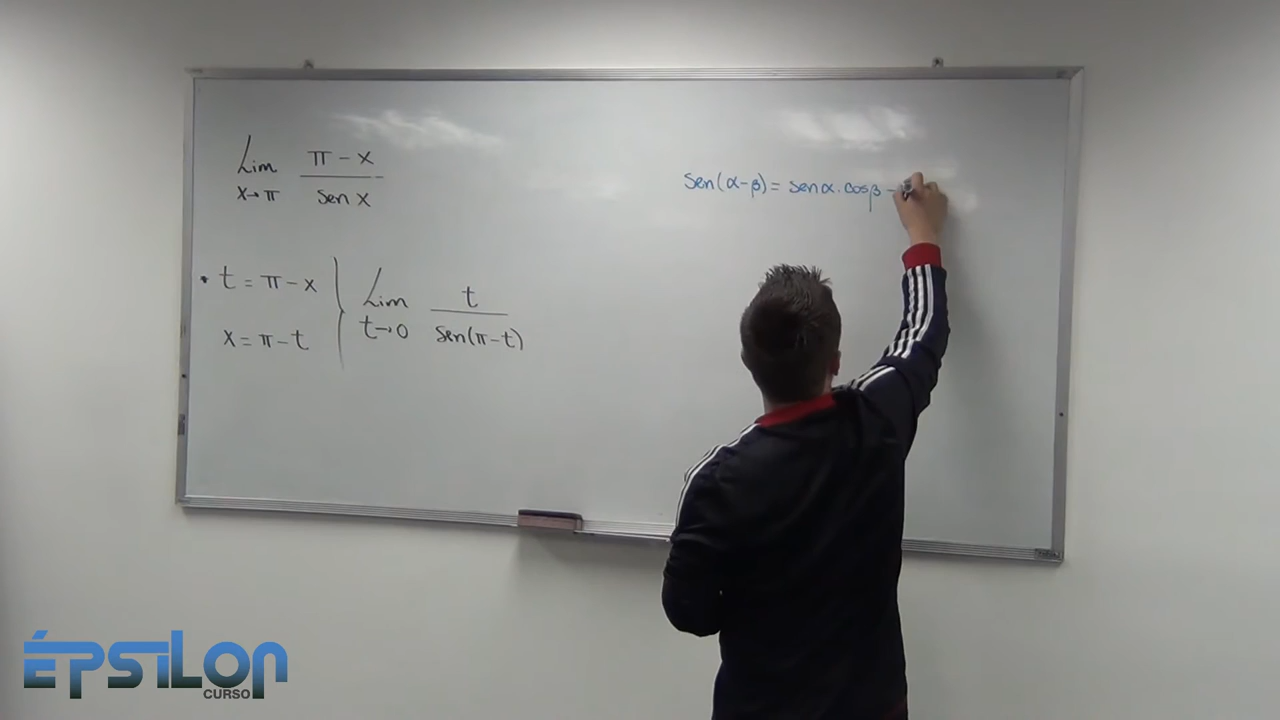 Lim π-x
x→π sen x
sen(α-β)= senα.cosβ -
• t = π-x
x = π-t
Lim t
t→0 sen(π-t)
ÉPSILON
CURSO